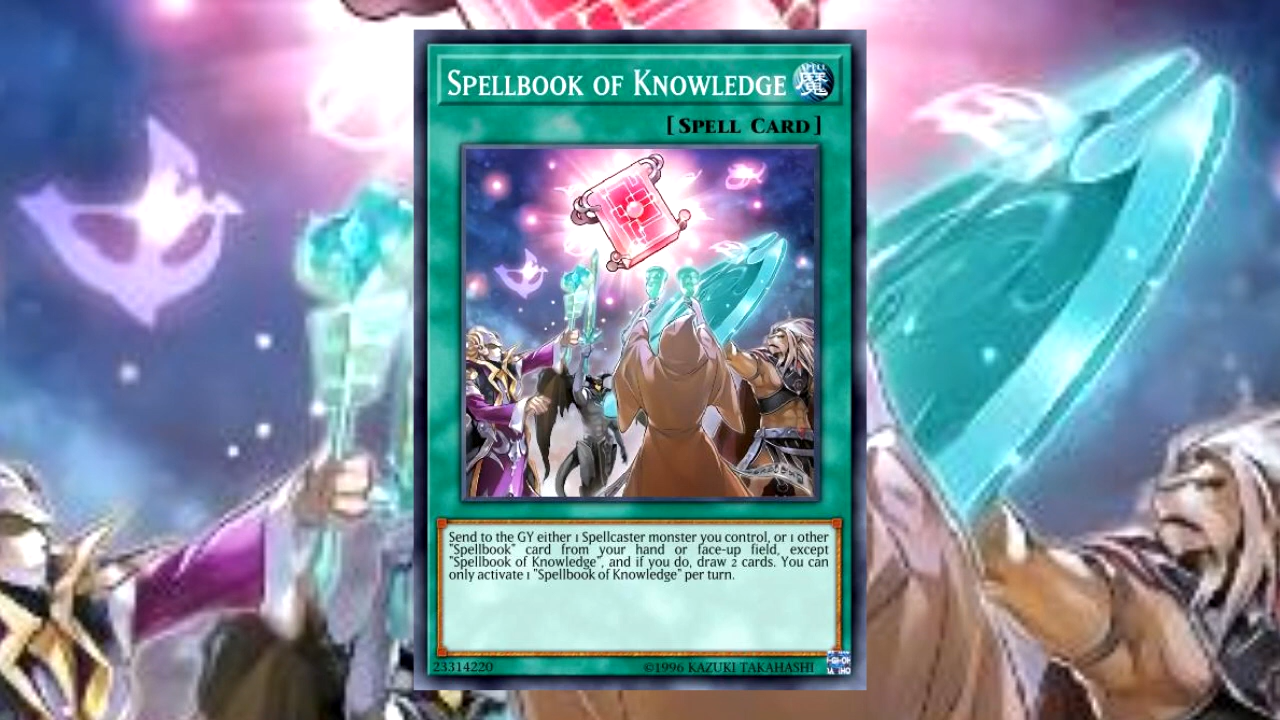 SPELLBOOK OF KNOWLEDGE
SPELL
魔
[ SPELL CARD ]
Send to the GY either 1 Spellcaster monster you control, or 1 other
"Spellbook" card from your hand or face-up field, except
"Spellbook of Knowledge", and if you do, draw 2 cards. You can
only activate 1 "Spellbook of Knowledge" per turn.
23314220
©1996 KAZUKI TAKAHASHI